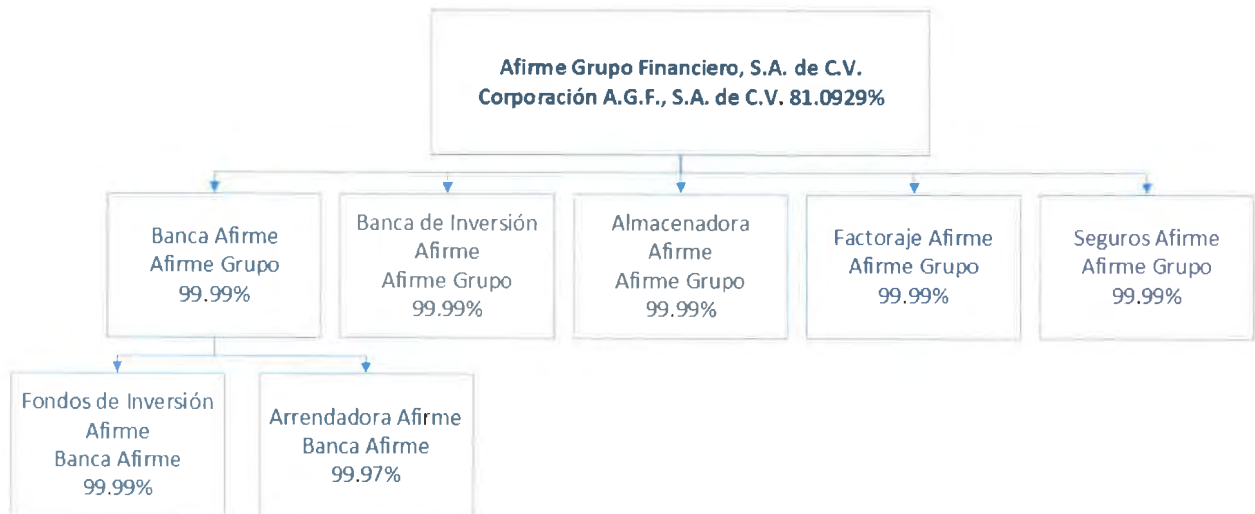 Afirme Grupo Financiero, S.A. de C.V.
Corporación A.G.F., S.A. de C.V. 81.0929%
Banca Afirme
Afirme Grupo
99.99%
Banca de Inversión
Afirme
Afirme Grupo
99.99%
Almacenadora
Afirme
Afirme Grupo
99.99%
Factoraje Afirme
Afirme Grupo
99.99%
Seguros Afirme
Afirme Grupo
99.99%
Fondos de Inversión
Afirme
Banca Afirme
99.99%
Arrendadora Afirme
Banca Afirme
99.97%